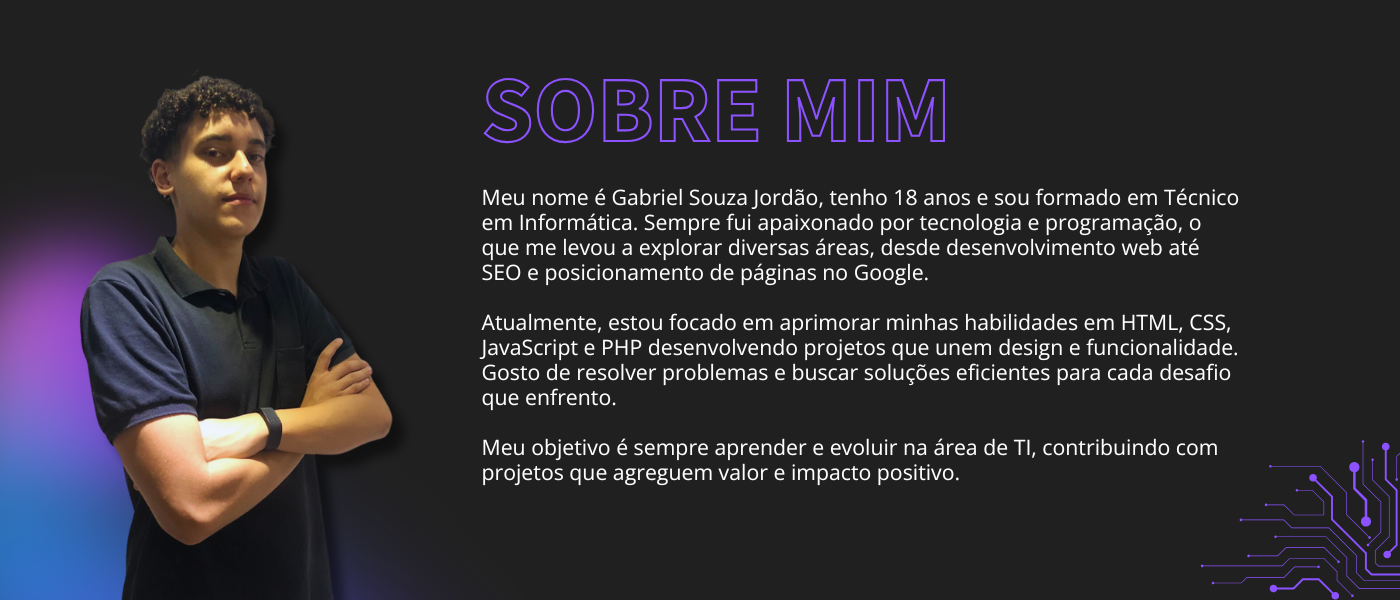 SOBRE MIM
Meu nome é Gabriel Souza Jordão, tenho 18 anos e sou formado em Técnico
em Informática. Sempre fui apaixonado por tecnologia e programação, o
que me levou a explorar diversas áreas, desde desenvolvimento web até
SEO e posicionamento de páginas no Google.
Atualmente, estou focado em aprimorar minhas habilidades em HTML, CSS,
JavaScript e PHP desenvolvendo projetos que unem design e funcionalidade.
Gosto de resolver problemas e buscar soluções eficientes para cada desafio
que enfrento.
Meu objetivo é sempre aprender e evoluir na área de TI, contribuindo com
projetos que agreguem valor e impacto positivo.